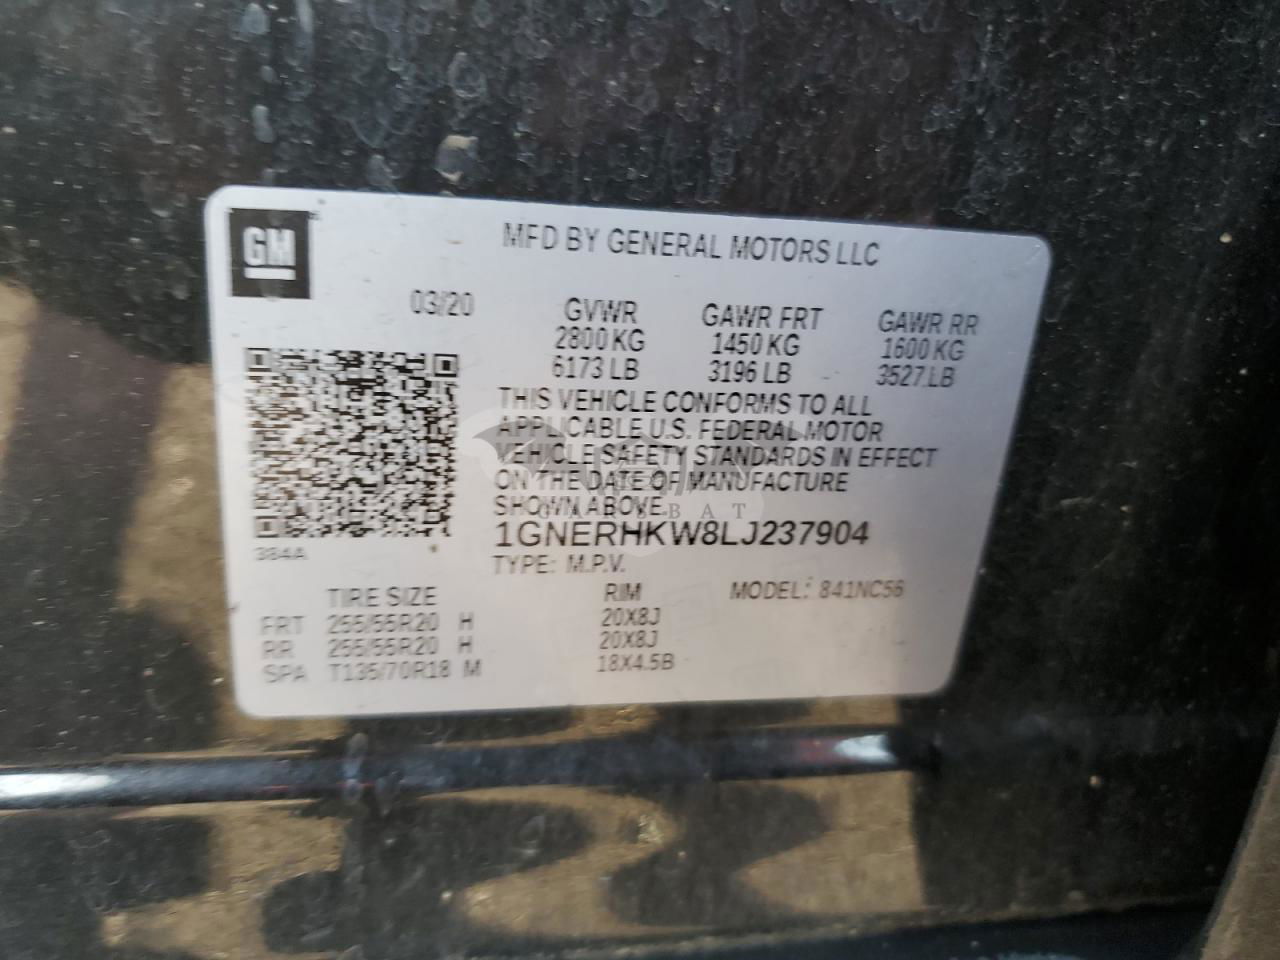 GM
MFD BY GENERAL MOTORS LLC
03/20 GVWR GAWR FRT GAWR RR
2800 KG 1450 KG 1600 KG
6173 LB 3196 LB 3527 LB
THIS VEHICLE CONFORMS TO ALL
APPLICABLE U.S. FEDERAL MOTOR
VEHICLE SAFETY STANDARDS IN EFFECT
ON THE DATE OF MANUFACTURE
SHOWN ABOVE.
1GNERHKW8LJ237904
384A
TYPE: M.P.V.
TIRE SIZE RIM MODEL: 841NC56
FRT 255/55R20 H 20X8J
RR 255/55R20 H 20X8J
SPA T135/70R18 M 18X4.5B